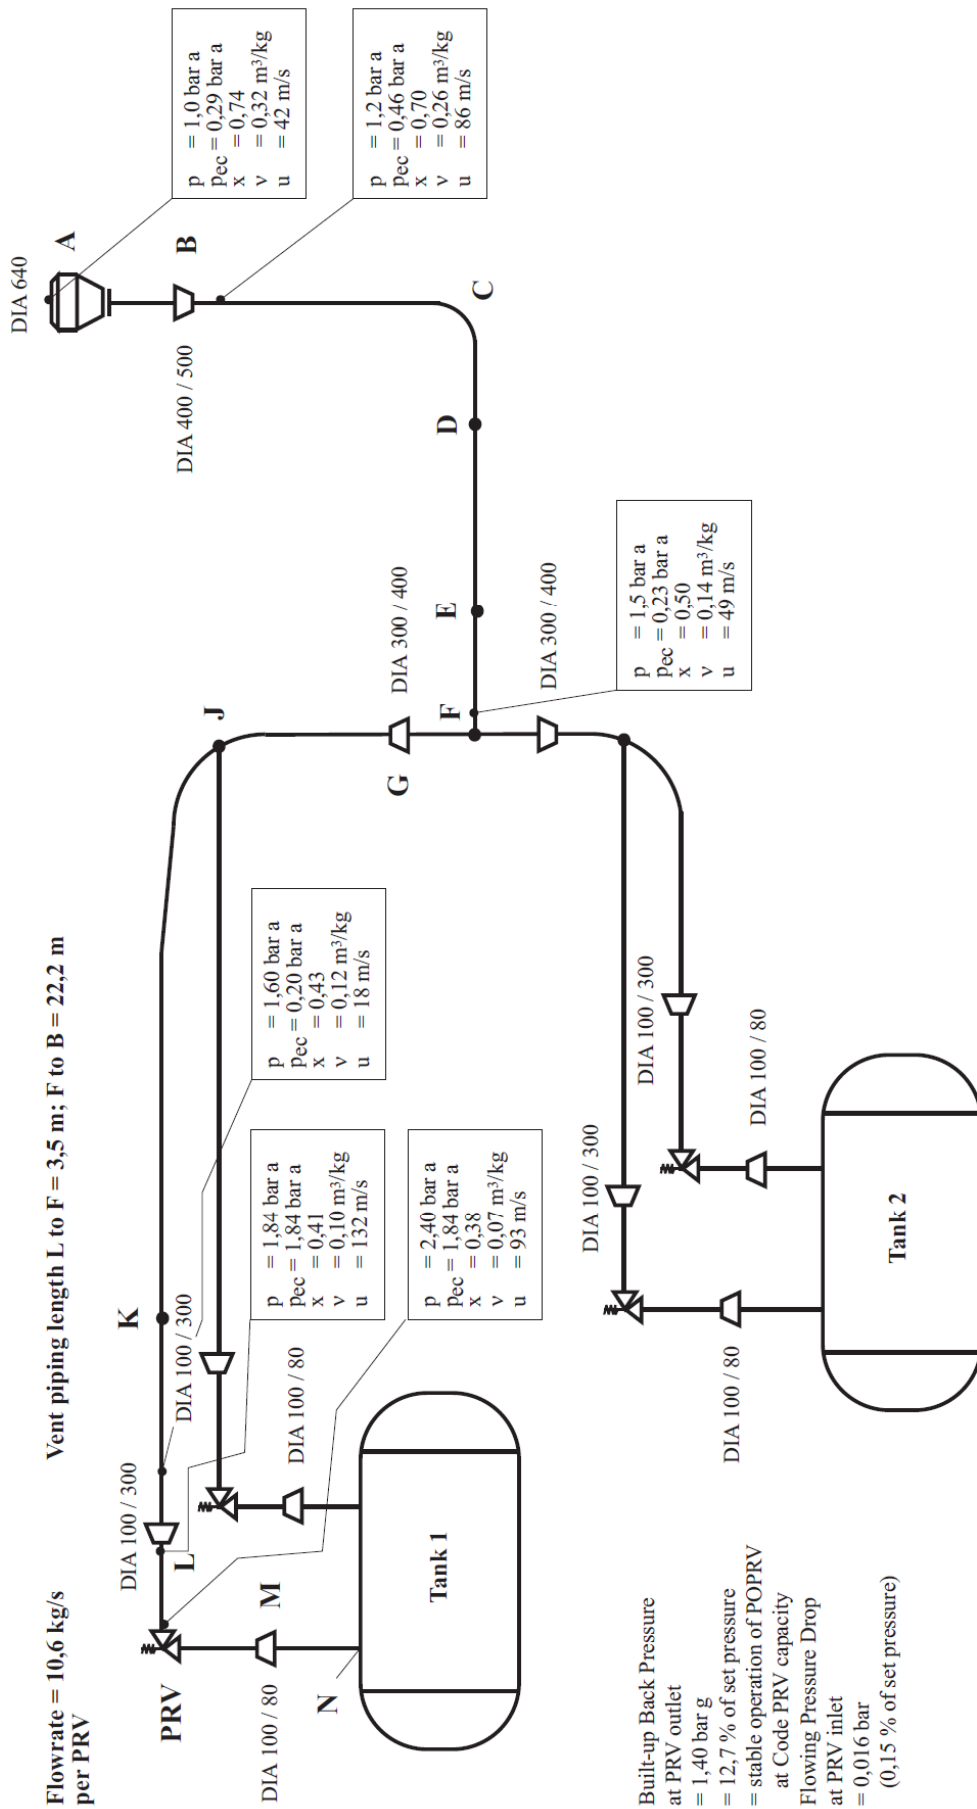 Flowrate = 10,6 kg/s
per PRV
Vent piping length L to F = 3,5 m; F to B = 22,2 m
DIA 640
A
p = 1,0 bar a
pec = 0,29 bar a
x = 0,74
v = 0,32 m³/kg
u = 42 m/s
B
DIA 400 / 500
p = 1,2 bar a
pec = 0,46 bar a
x = 0,70
v = 0,26 m³/kg
u = 86 m/s
C
D
E
F
DIA 300 / 400
G
DIA 300 / 400
p = 1,5 bar a
pec = 0,23 bar a
x = 0,50
v = 0,14 m³/kg
u = 49 m/s
J
K
DIA 100 / 300
DIA 100 / 300
L
p = 1,60 bar a
pec = 0,20 bar a
x = 0,43
v = 0,12 m³/kg
u = 18 m/s
p = 1,84 bar a
pec = 1,84 bar a
x = 0,41
v = 0,10 m³/kg
u = 132 m/s
p = 2,40 bar a
pec = 1,84 bar a
x = 0,38
v = 0,07 m³/kg
u = 93 m/s
PRV
M
N
DIA 100 / 80
DIA 100 / 80
Tank 1
DIA 100 / 300
DIA 100 / 300
DIA 100 / 80
DIA 100 / 80
Tank 2
Built-up Back Pressure
at PRV outlet
= 1,40 bar g
= 12,7 % of set pressure
= stable operation of POPRV
at Code PRV capacity
Flowing Pressure Drop
at PRV inlet
= 0,016 bar
(0,15 % of set pressure)